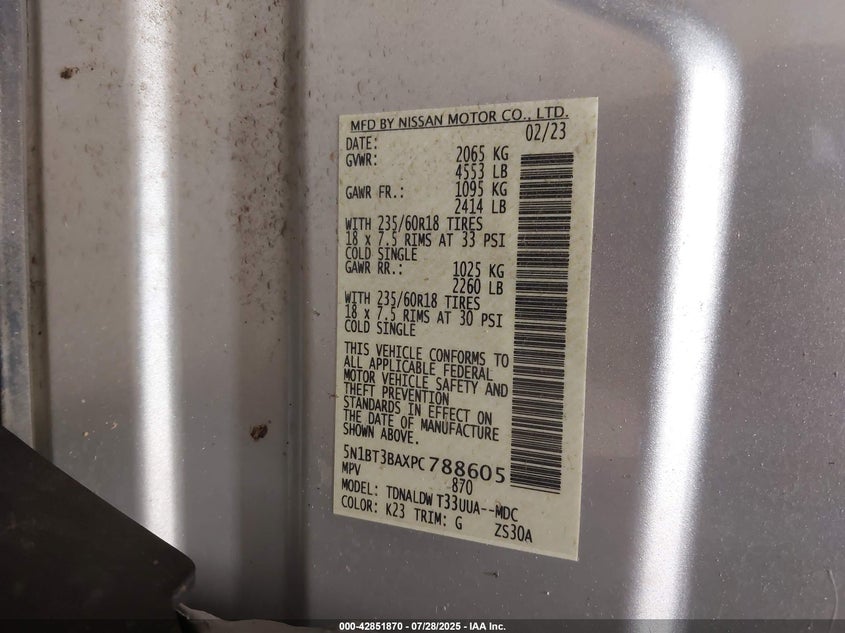 MFD BY NISSAN MOTOR CO., LTD.
DATE: 02/23
GVWR: 2065 KG
4553 LB
GAWR FR.: 1095 KG
2414 LB
WITH 235/60R18 TIRES
18 x 7.5 RIMS AT 33 PSI
COLD SINGLE
GAWR RR.: 1025 KG
2260 LB
WITH 235/60R18 TIRES
18 x 7.5 RIMS AT 30 PSI
COLD SINGLE
THIS VEHICLE CONFORMS TO
ALL APPLICABLE FEDERAL
MOTOR VEHICLE SAFETY AND
THEFT PREVENTION
STANDARDS IN EFFECT ON
THE DATE OF MANUFACTURE
SHOWN ABOVE.
5N1BT3BAXPC788605
MPV 870
MODEL: TDNALDW T33UUA--MDC
COLOR: K23 TRIM: G ZS30A
000-42851870 / 07/28/2025 - IAA Inc.